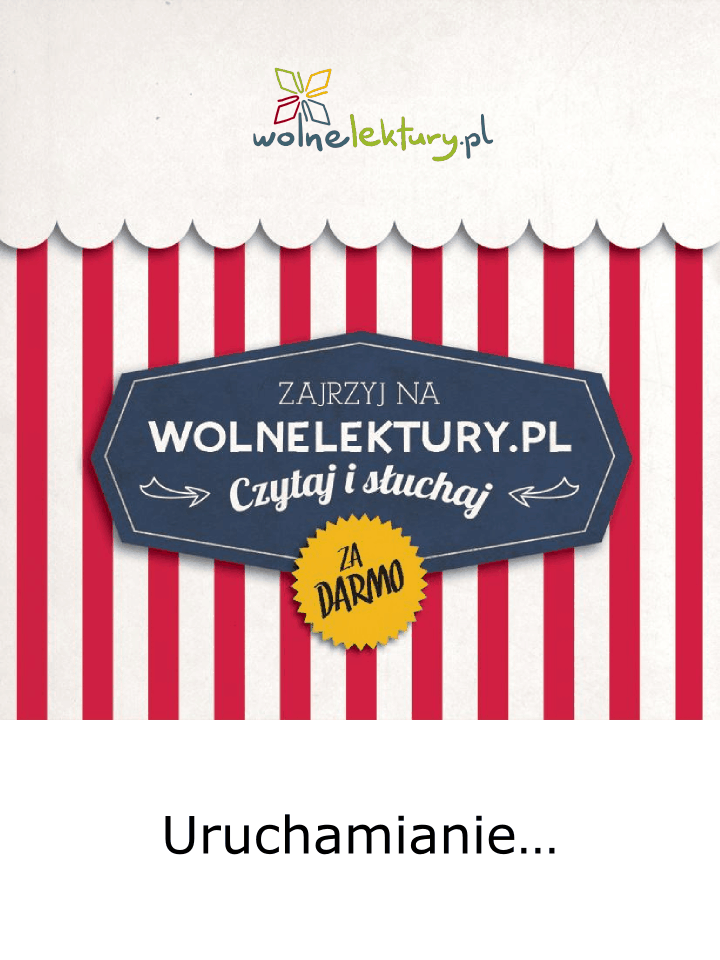 wolnelektury.pl
ZAJRZYJ NA
WOLNELEKTURY.PL
Czytaj i słuchaj
ZA
DARMO
Uruchamianie...